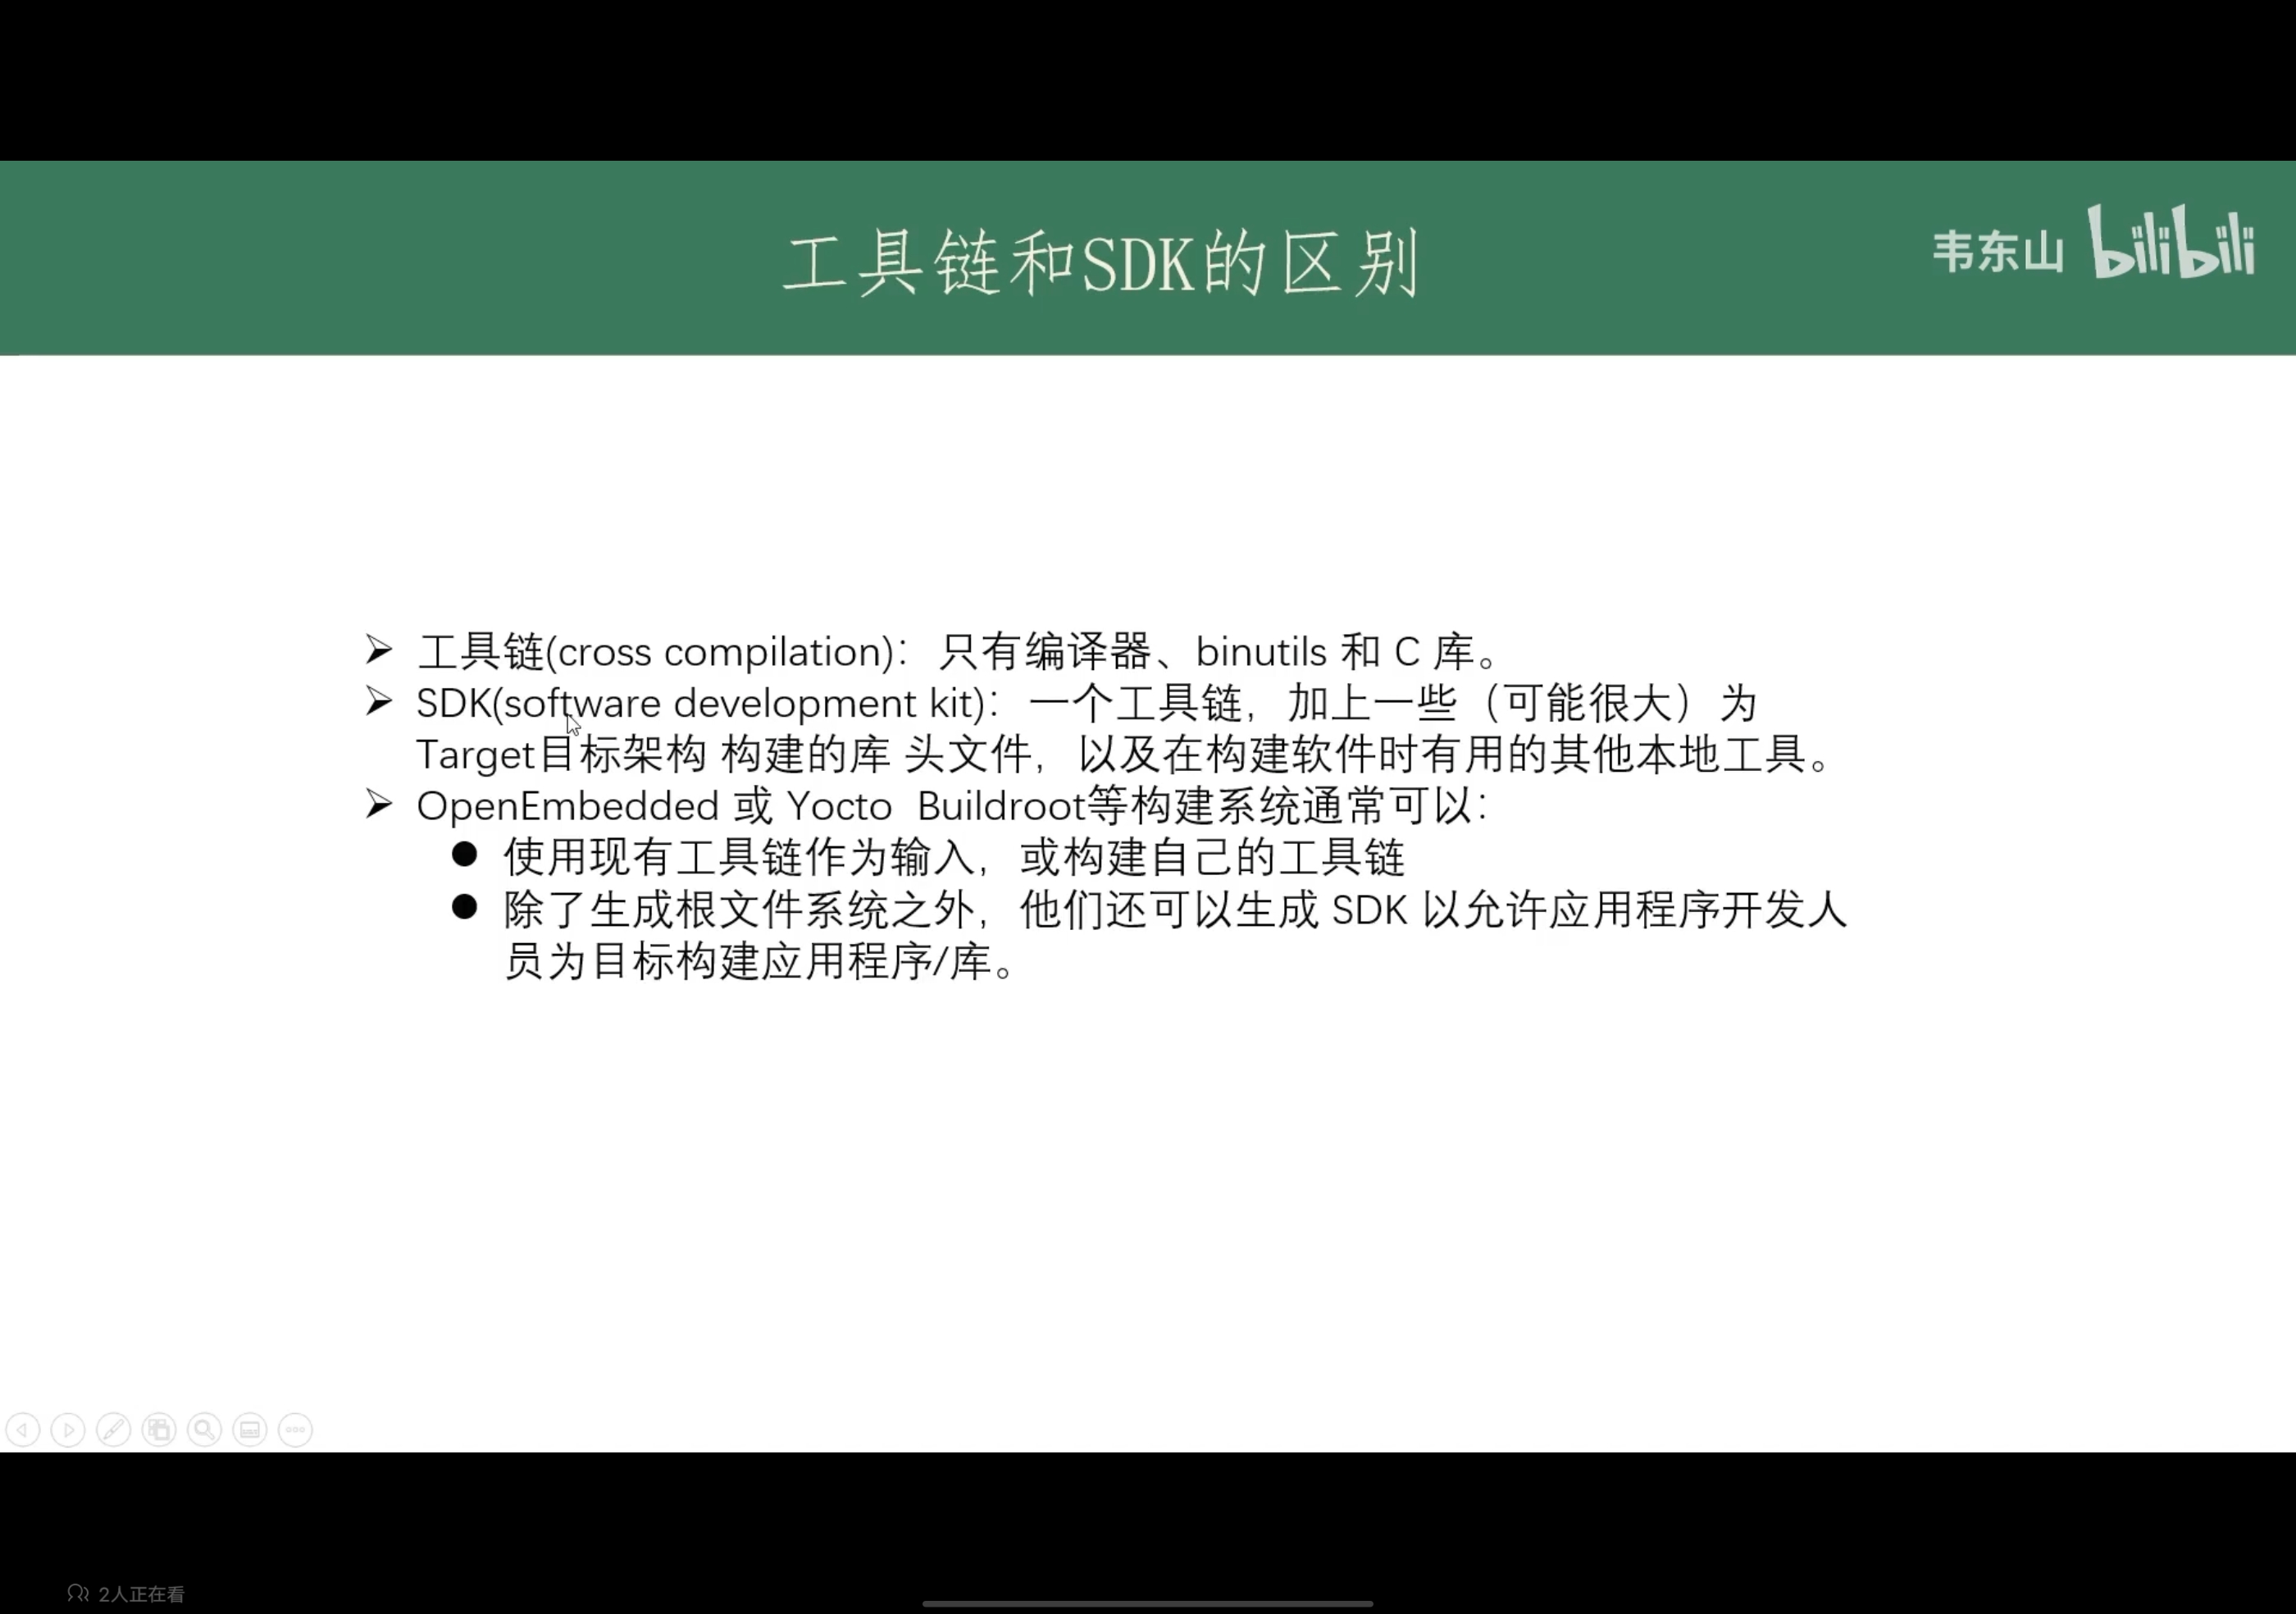 工具链和SDK的区别
韦东山 bilibili
➢ 工具链(cross compilation)：只有编译器、binutils 和 C 库。
➢ SDK(software development kit)：一个工具链，加上一些（可能很大）为
Target目标架构 构建的库 头文件，以及在构建软件时有用的其他本地工具。
➢ OpenEmbedded 或 Yocto  Buildroot等构建系统通常可以：
● 使用现有工具链作为输入，或构建自己的工具链
● 除了生成根文件系统之外，他们还可以生成 SDK 以允许应用程序开发人
员为目标构建应用程序/库。
2人正在看